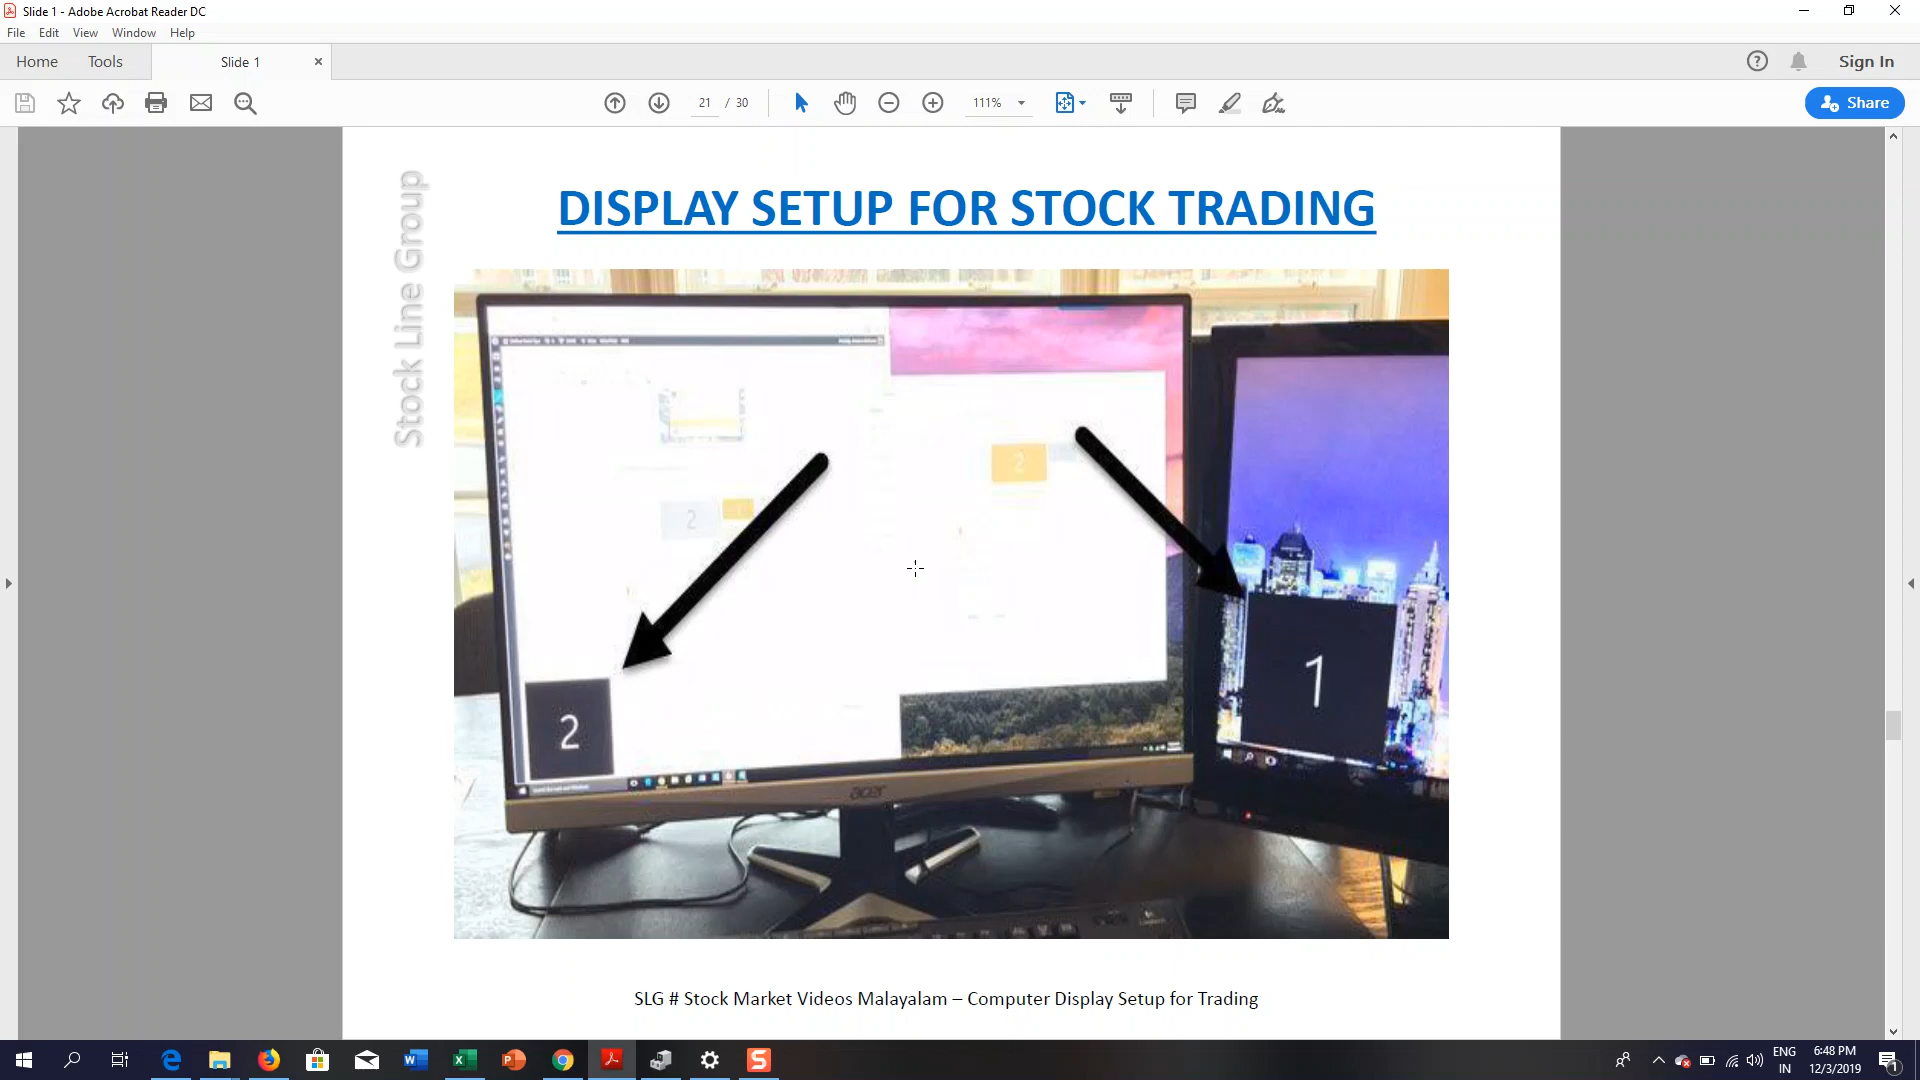 Slide 1 - Adobe Acrobat Reader DC
File Edit View Window Help
Home Tools Slide 1 Sign In
21 / 30 111% Share
Stock Line Group
DISPLAY SETUP FOR STOCK TRADING
2
2
2
1
acer
SLG # Stock Market Videos Malayalam – Computer Display Setup for Trading
ENG 6:48 PM
IN 12/3/2019
1